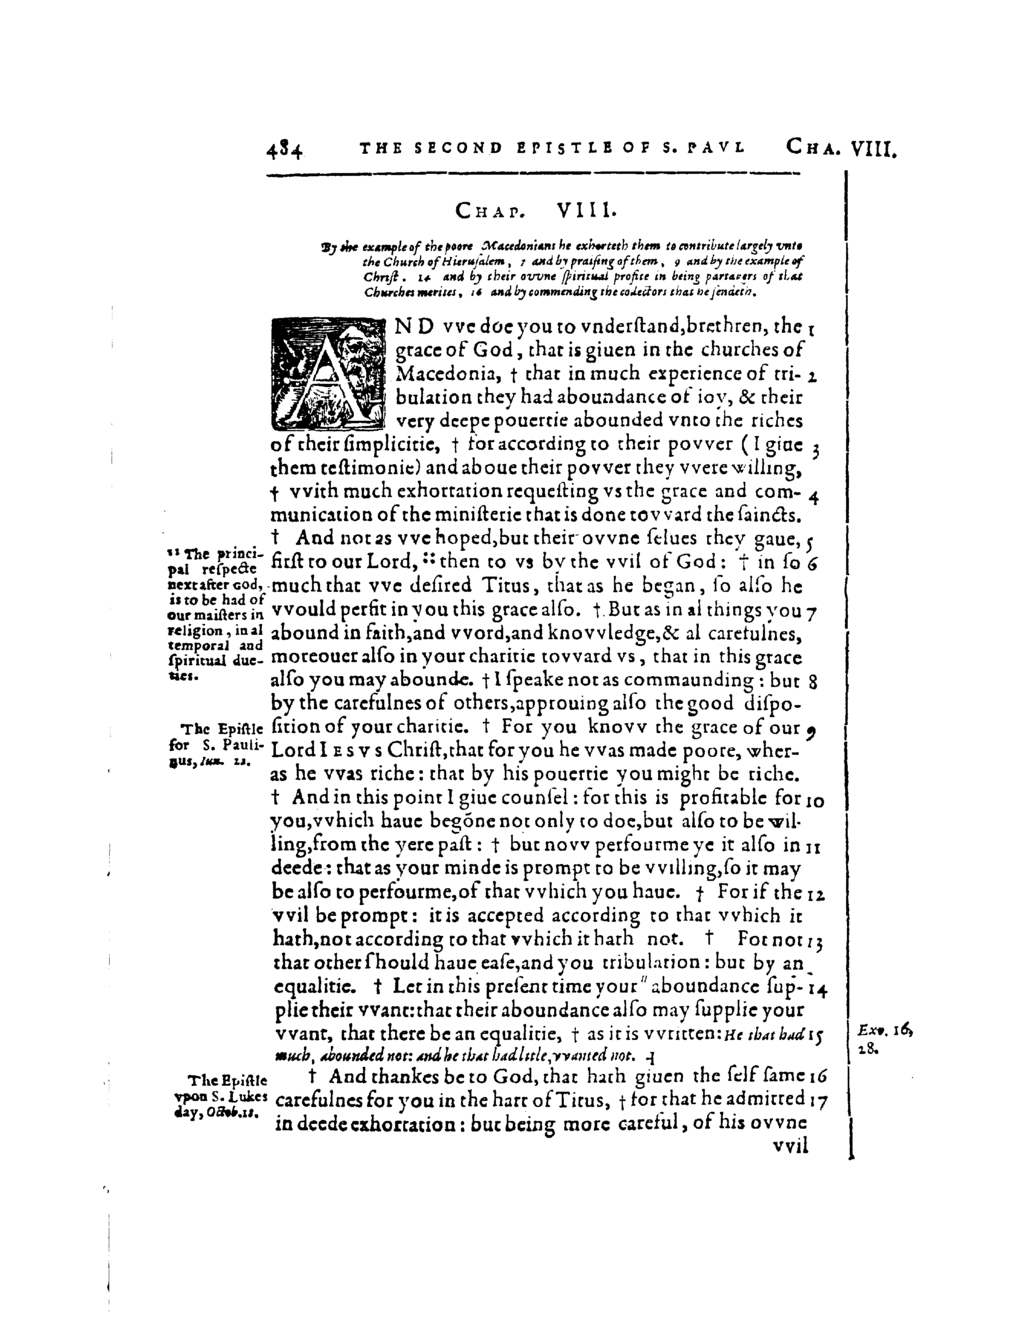 484 THE SECOND EPISTLE OF S. PAVL CHA. VIII.
CHAP. VIII.
By the example of the poore Macedonians he exhorteth them to contribute largely vnto
the Church of Hierusalem, 7 and by praising of them, 9 and by the example of
Christ. 14 and by their ovvne spiritual profite in being partakers of that
Churches merites, 16 and by commending the collectors that he sendeth.
AND vve doe you to vnderſtand, brethren, the 1
grace of God, that is giuen in the churches of
Macedonia, † that in much experience of tri- 2
bulation they had aboundance of ioy, & their
very deepe pouertie abounded vnto the riches
of their ſimplicitie, † for according to their povver (I giue 3
them teſtimonie) and aboue their povver they vvere willing,
† vvith much exhortation requeſting vs the grace and com- 4
munication of the miniſterie that is done tovvard the ſaincts.
† And not as vve hoped, but their ovvne ſelues they gaue, 5
firſt to our Lord, :: then to vs by the vvil of God: † in ſo 6
much that vve deſired Titus, that as he began, ſo alſo he
vvould perfit in you this grace alſo. † But as in al things you 7
abound in faith, and vvord, and knovvledge, & al carefulnes,
moreouer alſo in your charitie tovvard vs, that in this grace
alſo you may abounde. † I ſpeake not as commaunding: but 8
by the carefulnes of others, approuing alſo the good diſpo-
ſition of your charitie. † For you knovv the grace of our 9
Lord IESVS Chriſt, that for you he vvas made poore, wher-
as he vvas riche: that by his pouertie you might be riche.
† And in this point I giue counſel: for this is profitable for 10
you, vvhich haue begōne not only to doe, but alſo to be wil-
ling, from the yere paſt: † but novv perfourme ye it alſo in 11
deede: that as your minde is prompt to be vvilling, ſo it may
be alſo to perfourme, of that vvhich you haue. † For if the 12
vvil be prompt: it is accepted according to that vvhich it
hath, not according to that vvhich it hath not. † For not 13
that other ſhould haue eaſe, and you tribulation: but by an
equalitie. † Let in this preſent time your " aboundance ſup- 14
plie their vvant: that their aboundance alſo may ſupplie your
vvant, that there be an equalitie, † as it is vvritten: He that had 15
much, abounded not: and he that had litle, vvanted not. ⊣
† And thankes be to God, that hath giuen the ſelf ſame 16
carefulnes for you in the hart of Titus, † for that he admitted 17
in deede exhortation: but being more careful, of his ovvne
vvil
:: The princi-
pal reſpecte
next after God,
is to be had of
our maiſters in
religion, in al
temporal and
ſpiritual due-
ties.
The Epiſtle
for S. Pauli-
nus, Iun. 22.
The Epiſtle
vpon S. Lukes
day, Octob. 18.
Exo. 16,
18.